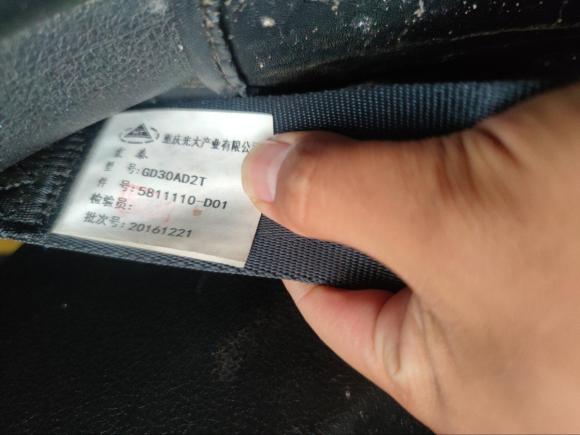 重庆光大产业有限公
型 号:GD30AD2T
件 号:5811110-D01
检验员:
批次号:20161221